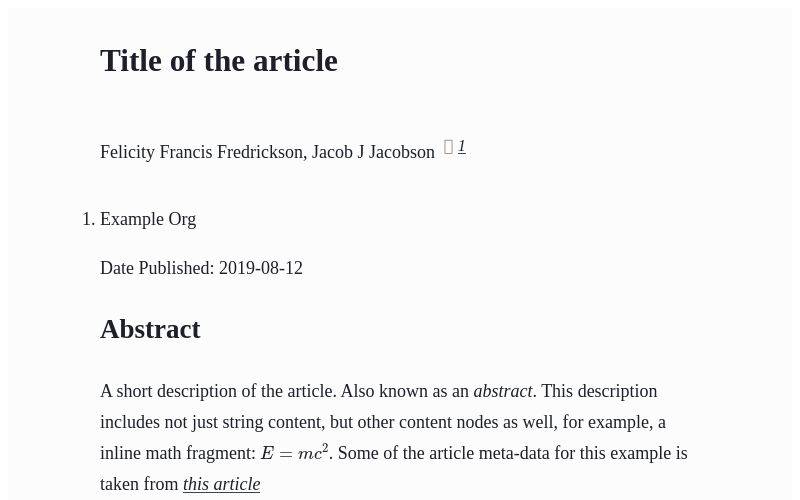 Title of the article
Felicity Francis Fredrickson, Jacob J Jacobson 1
1. Example Org
Date Published: 2019-08-12
Abstract
A short description of the article. Also known as an abstract. This description
includes not just string content, but other content nodes as well, for example, a
inline math fragment: E = mc². Some of the article meta-data for this example is
taken from this article